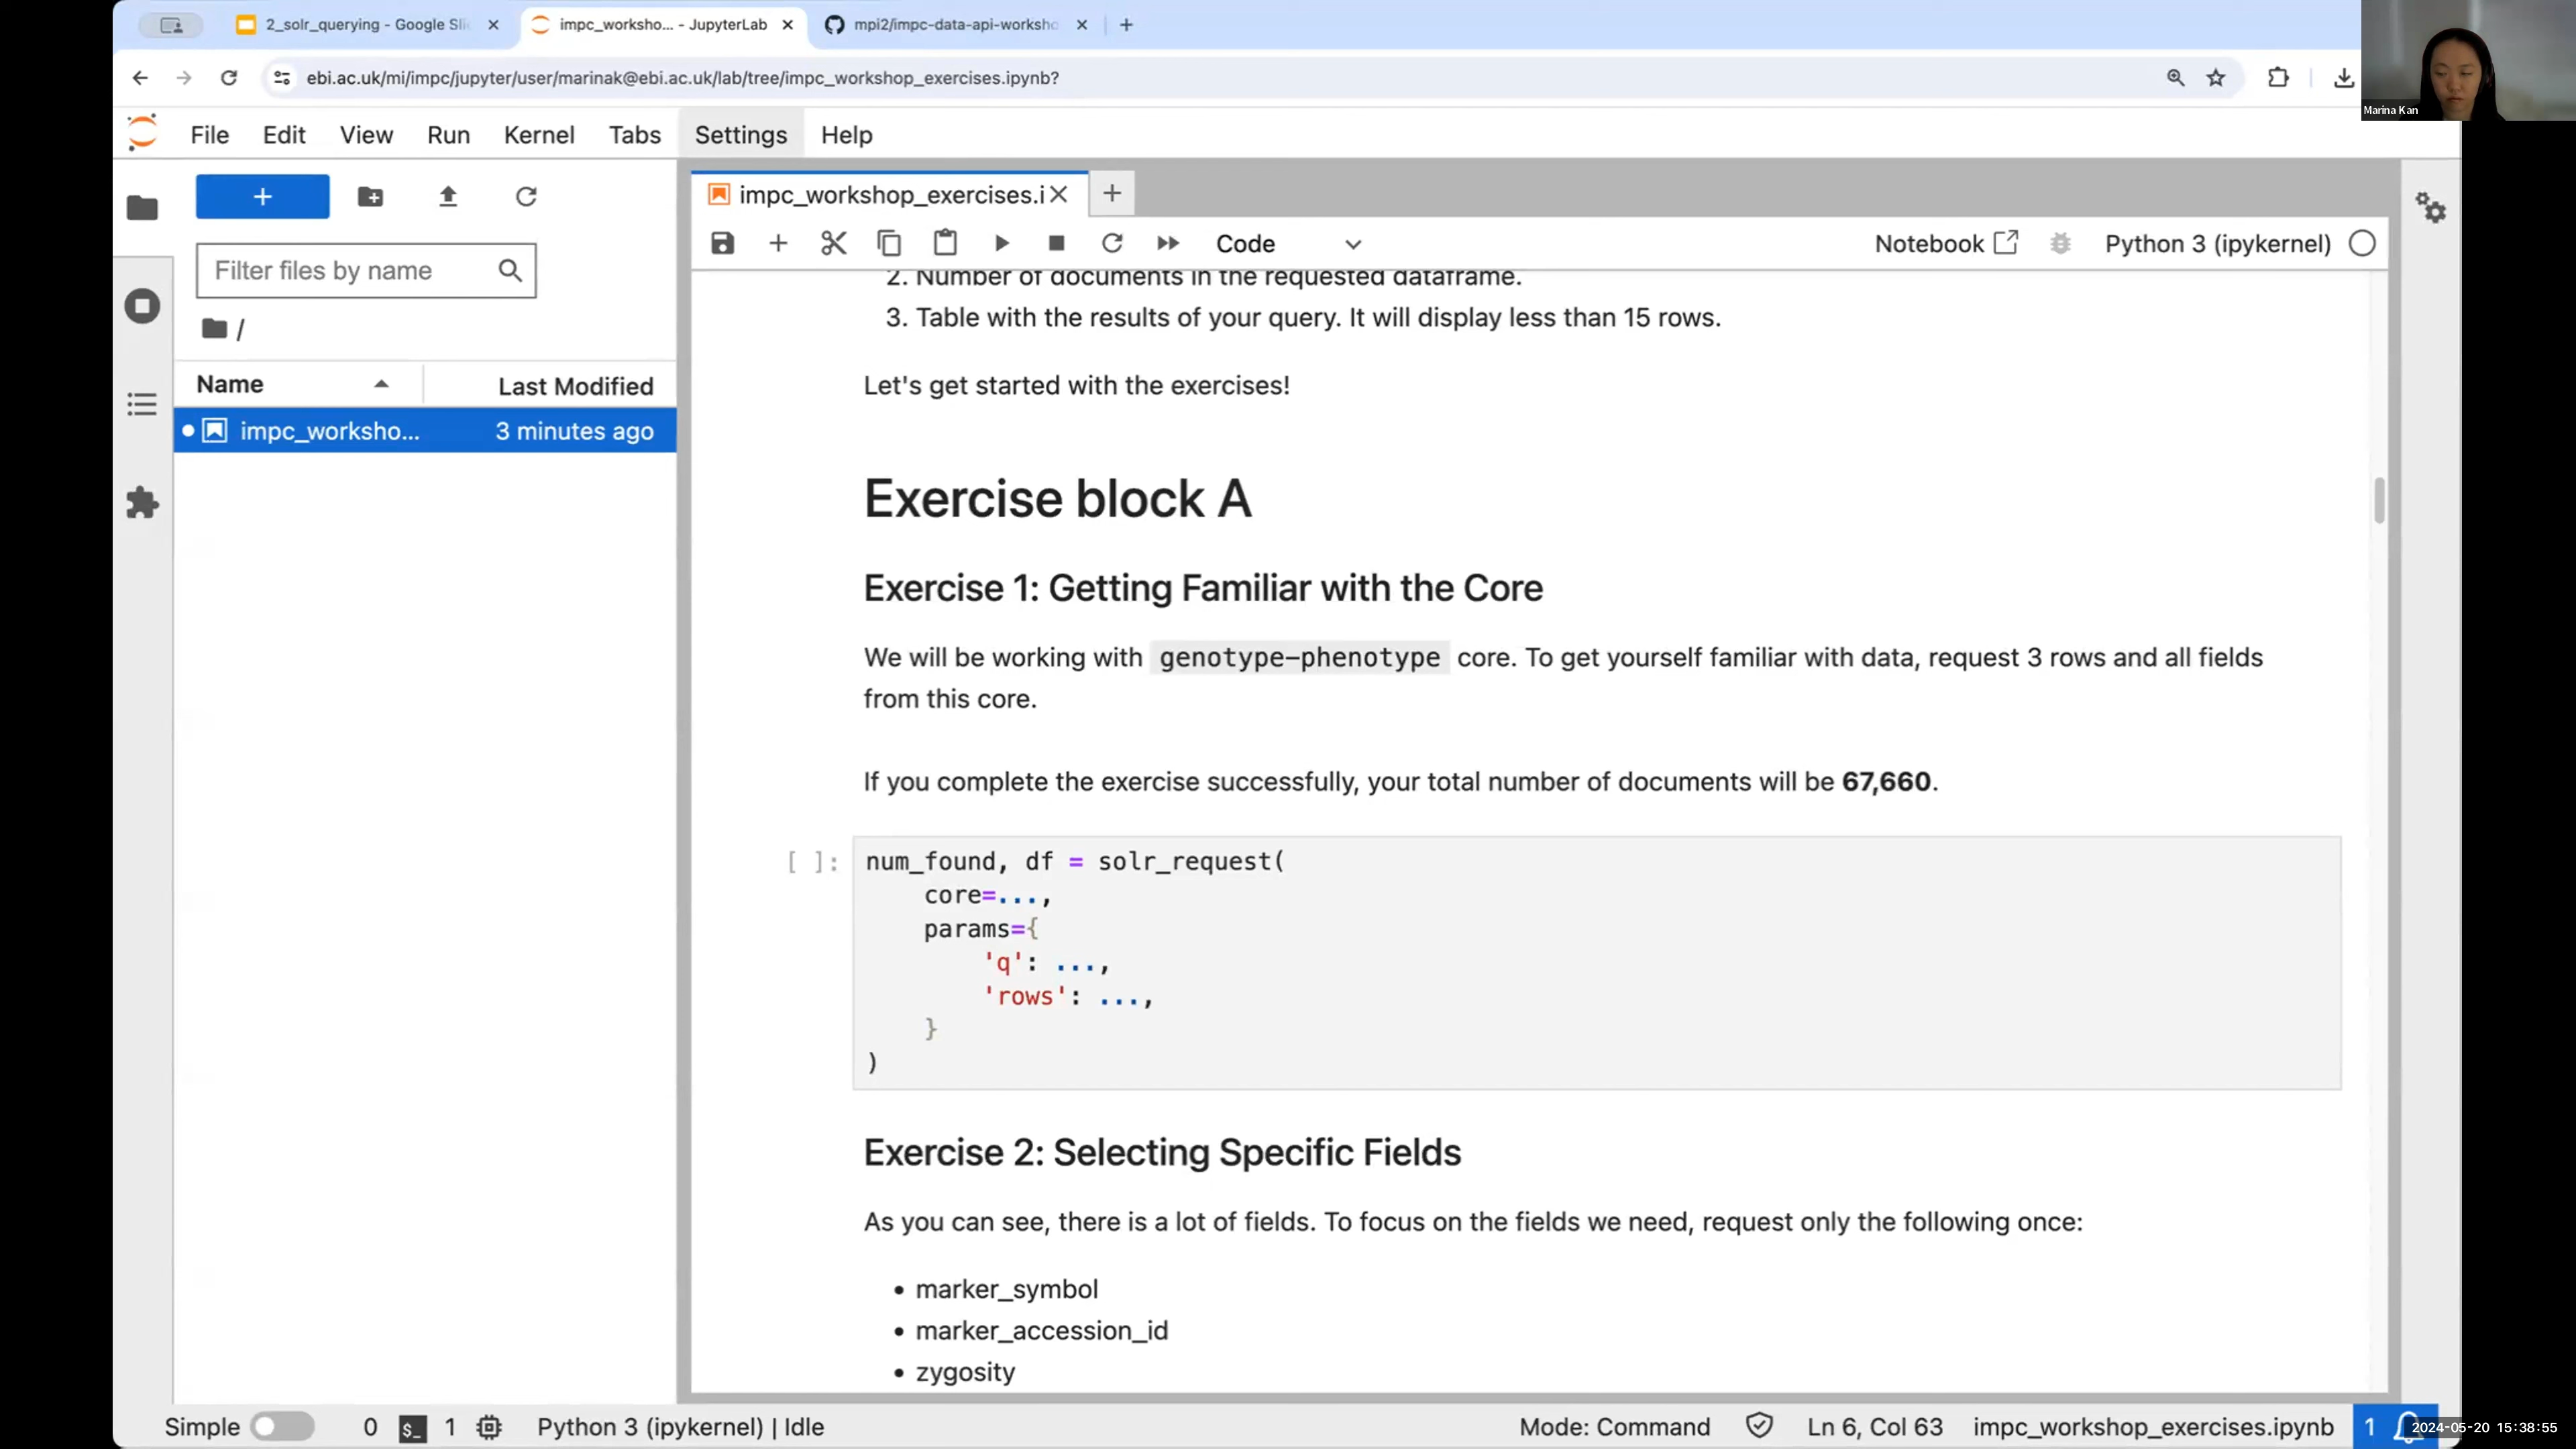 2_solr_querying - Google Sli
impc_worksho... - JupyterLab
mpi2/impc-data-api-worksho
ebi.ac.uk/mi/impc/jupyter/user/marinak@ebi.ac.uk/lab/tree/impc_workshop_exercises.ipynb?
Marina Kan
File Edit View Run Kernel Tabs Settings Help
Filter files by name
/
Name Last Modified
impc_worksho... 3 minutes ago
impc_workshop_exercises.i
Code
Notebook
Python 3 (ipykernel)
2. Number of documents in the requested dataframe.
3. Table with the results of your query. It will display less than 15 rows.
Let's get started with the exercises!
Exercise block A
Exercise 1: Getting Familiar with the Core
We will be working with genotype-phenotype core. To get yourself familiar with data, request 3 rows and all fields
from this core.
If you complete the exercise successfully, your total number of documents will be 67,660.
[ ]:
num_found, df = solr_request(
core=...,
params={
'q': ...,
'rows': ...,
}
)
Exercise 2: Selecting Specific Fields
As you can see, there is a lot of fields. To focus on the fields we need, request only the following once:
• marker_symbol
• marker_accession_id
• zygosity
Simple 0 $_ 1 Python 3 (ipykernel) | Idle
Mode: Command Ln 6, Col 63 impc_workshop_exercises.ipynb 1
2024-05-20 15:38:55